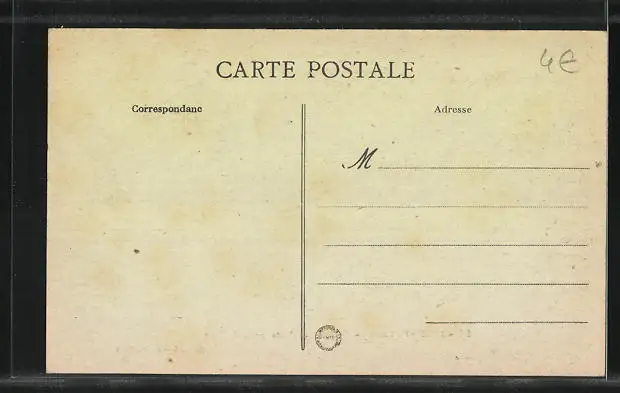 CARTE POSTALE
4€
Correspondanc
Adresse
M